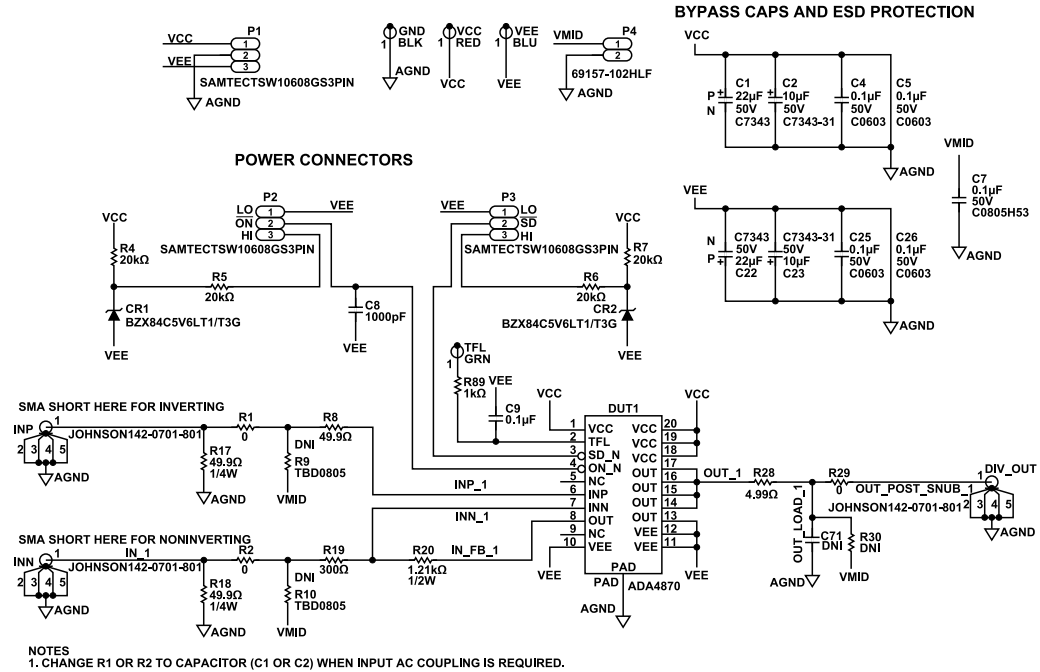 BYPASS CAPS AND ESD PROTECTION
P1
VCC
1
2
VEE
3
SAMTECTSW10608GS3PIN
AGND
GND
1
BLK
AGND
VCC
1
RED
VCC
VEE
1
BLU
VEE
P4
VMID
1
2
69157-102HLF
AGND
VCC
P
N
C1
22µF
50V
C7343
C2
10µF
50V
C7343-31
C4
0.1µF
50V
C0603
C5
0.1µF
50V
C0603
AGND
VMID
C7
0.1µF
50V
C0805H53
AGND
VEE
N
P
C7343
50V
22µF
C22
C7343-31
50V
10µF
C23
C25
0.1µF
50V
C0603
C26
0.1µF
50V
C0603
AGND
POWER CONNECTORS
P2
LO
1
VEE
ON
2
HI
3
SAMTECTSW10608GS3PIN
VCC
R4
20kΩ
R5
20kΩ
CR1
BZX84C5V6LT1/T3G
VEE
C8
1000pF
VEE
P3
VEE
1
LO
2
SD
3
HI
SAMTECTSW10608GS3PIN
VCC
R7
20kΩ
R6
20kΩ
CR2
BZX84C5V6LT1/T3G
VEE
TFL
1
GRN
R89
1kΩ
VEE
C9
0.1µF
VCC
DUT1
VCC
1
VCC
VCC
20
2
TFL
VCC
19
3
SD_N
VCC
18
4
ON_N
OUT
17
5
NC
OUT
16
6
INP
OUT
15
7
INN
OUT
14
8
OUT
OUT
13
9
NC
VEE
12
10
VEE
VEE
11
VEE
VEE
PAD
PAD
ADA4870
AGND
SMA SHORT HERE FOR INVERTING
INP
1
2 3 4 5
JOHNSON142-0701-801
AGND
R17
49.9Ω
1/4W
AGND
R1
0
DNI
R9
TBD0805
VMID
R8
49.9Ω
INP_1
INN_1
SMA SHORT HERE FOR NONINVERTING
INN
1
2 3 4 5
IN_1
JOHNSON142-0701-801
AGND
R18
49.9Ω
1/4W
AGND
R2
0
DNI
R10
TBD0805
VMID
R19
300Ω
R20
1.21kΩ
1/2W
IN_FB_1
OUT_1
R28
4.99Ω
R29
0
OUT_POST_SNUB_1
OUT_LOAD_1
C71
DNI
R30
DNI
AGND
VMID
DIV_OUT
1
JOHNSON142-0701-801
2 3 4 5
AGND
NOTES
1. CHANGE R1 OR R2 TO CAPACITOR (C1 OR C2) WHEN INPUT AC COUPLING IS REQUIRED.